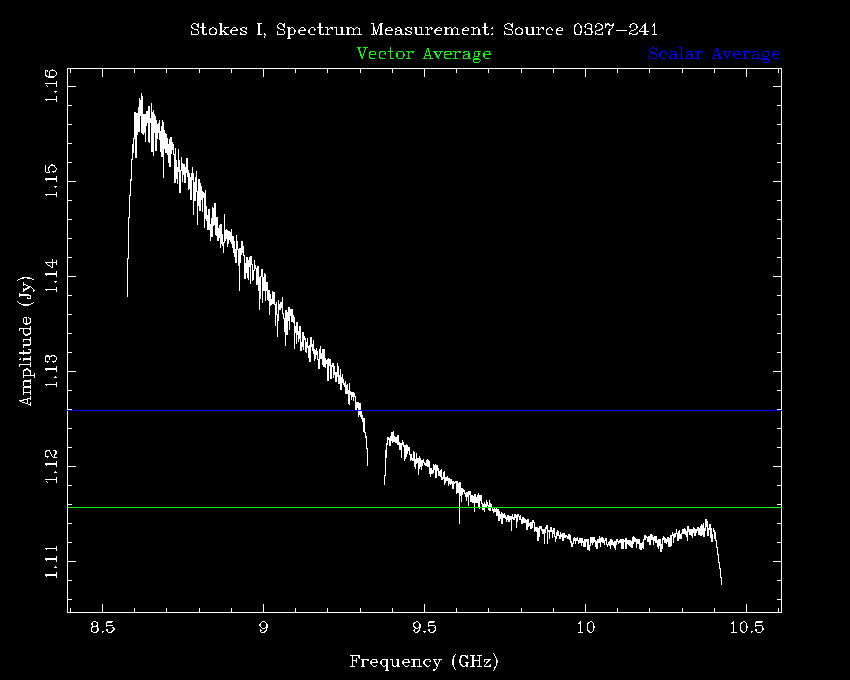 Stokes I, Spectrum Measurement: Source 0327-241
Vector Average
Scalar Average
1.16
1.15
1.14
1.13
1.12
1.11
Amplitude (Jy)
8.5 9 9.5 10 10.5
Frequency (GHz)